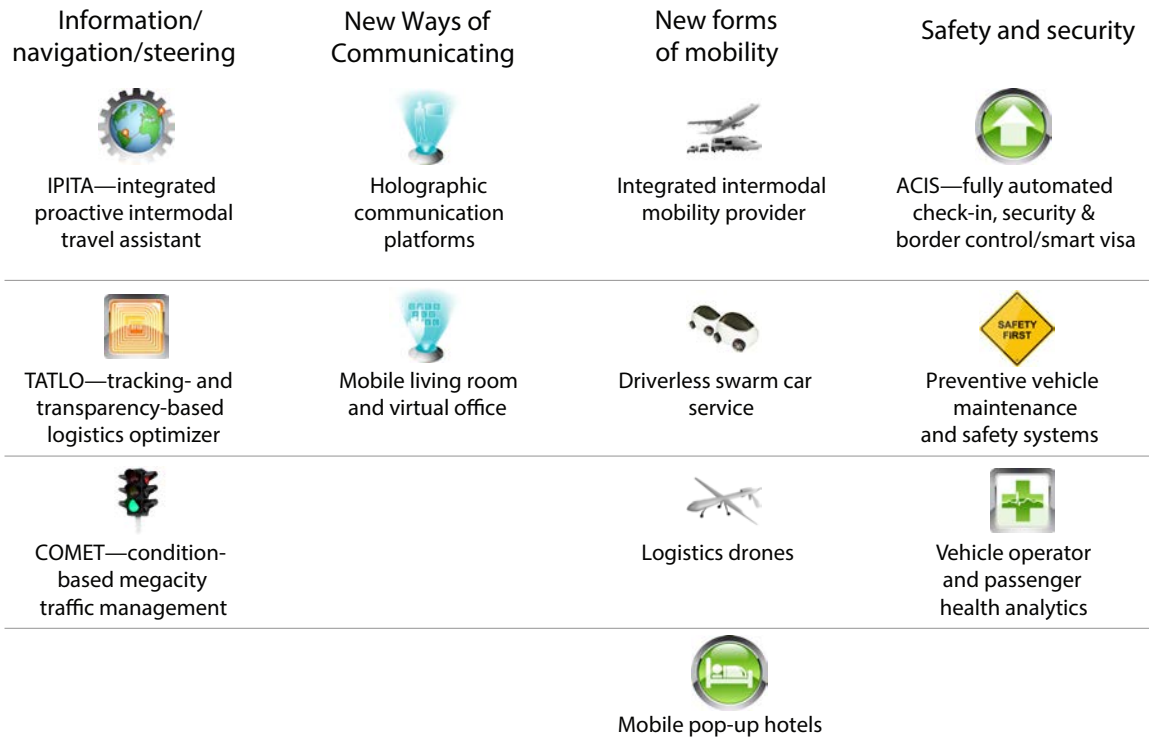 Information/
navigation/steering
New Ways of
Communicating
New forms
of mobility
Safety and security
IPITA—integrated
proactive intermodal
travel assistant
Holographic
communication
platforms
Integrated intermodal
mobility provider
ACIS—fully automated
check-in, security &
border control/smart visa
TATLO—tracking- and
transparency-based
logistics optimizer
Mobile living room
and virtual office
Driverless swarm car
service
SAFETY
FIRST
Preventive vehicle
maintenance
and safety systems
COMET—condition-
based megacity
traffic management
Logistics drones
Vehicle operator
and passenger
health analytics
Mobile pop-up hotels